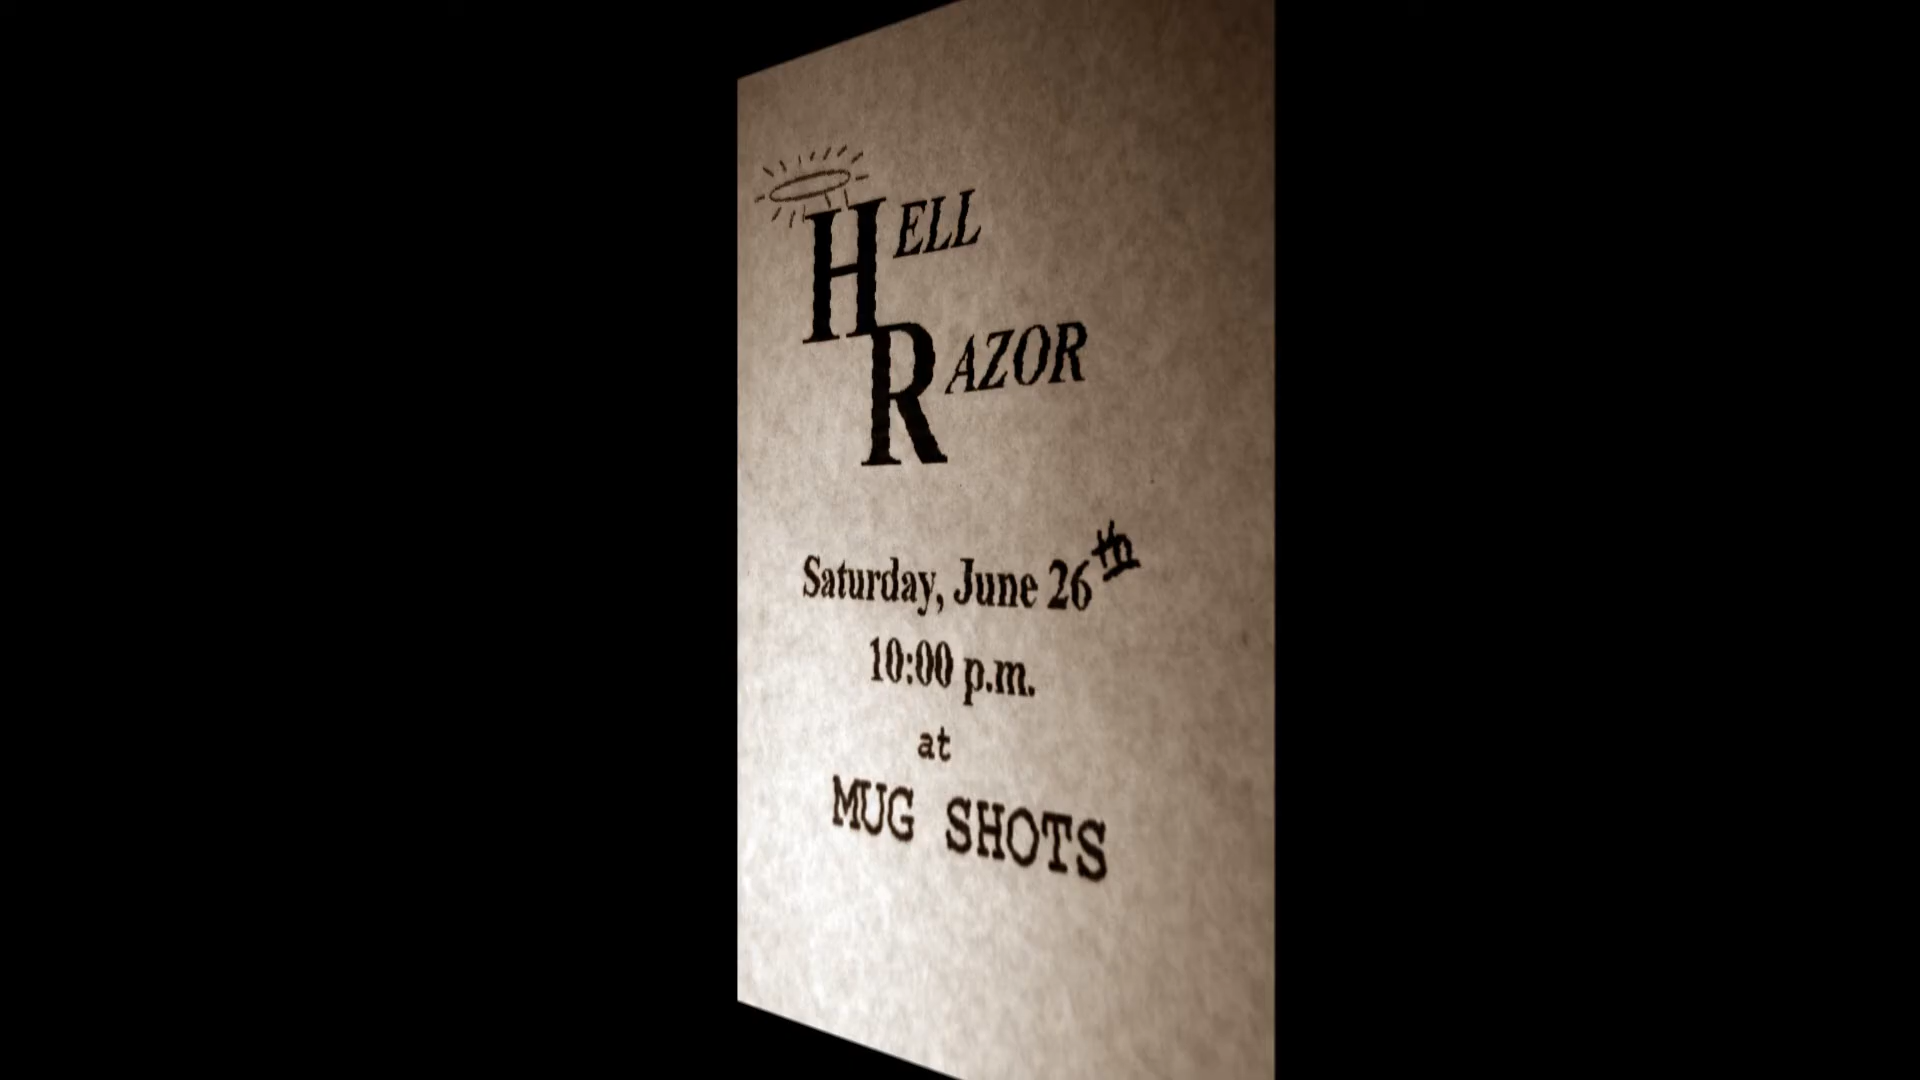 HELL
RAZOR
Saturday, June 26th
10:00 p.m.
at
MUG SHOTS